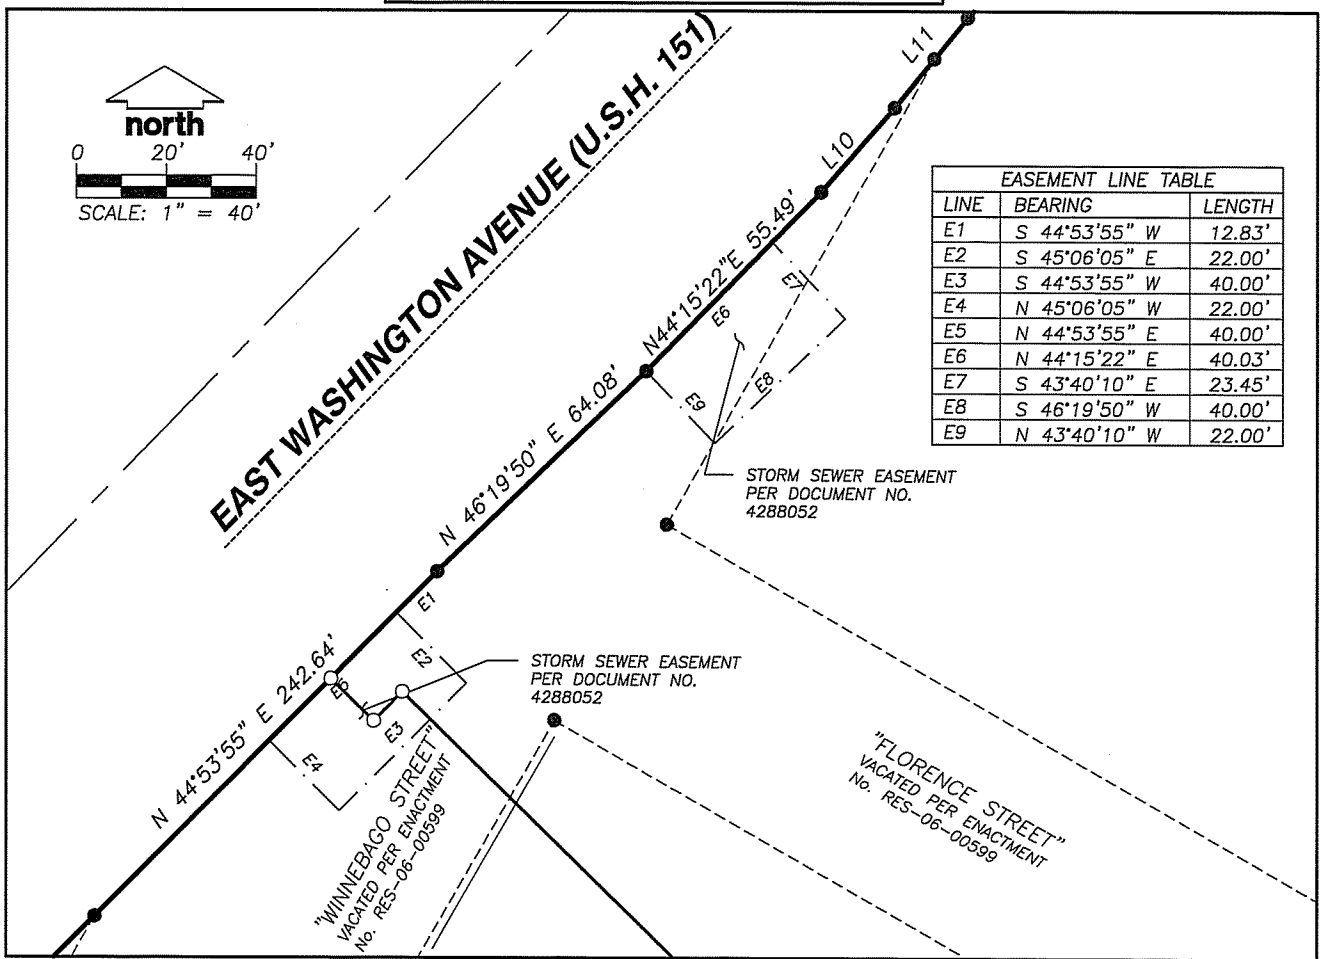 north
0 20' 40'
SCALE: 1" = 40'
EAST WASHINGTON AVENUE (U.S.H. 151)
L11
L10
N44°15'22"E 55.49'
E7
E6
E8
E9
N 46°19'50" E 64.08'
STORM SEWER EASEMENT
PER DOCUMENT NO.
4288052
EASEMENT LINE TABLE
LINE BEARING LENGTH
E1 S 44°53'55" W 12.83'
E2 S 45°06'05" E 22.00'
E3 S 44°53'55" W 40.00'
E4 N 45°06'05" W 22.00'
E5 N 44°53'55" E 40.00'
E6 N 44°15'22" E 40.03'
E7 S 43°40'10" E 23.45'
E8 S 46°19'50" W 40.00'
E9 N 43°40'10" W 22.00'
E1
E2
E5
E3
E4
N 44°53'55" E 242.64'
STORM SEWER EASEMENT
PER DOCUMENT NO.
4288052
"WINNEBAGO STREET"
VACATED PER ENACTMENT
No. RES-06-00599
"FLORENCE STREET"
VACATED PER ENACTMENT
No. RES-06-00599